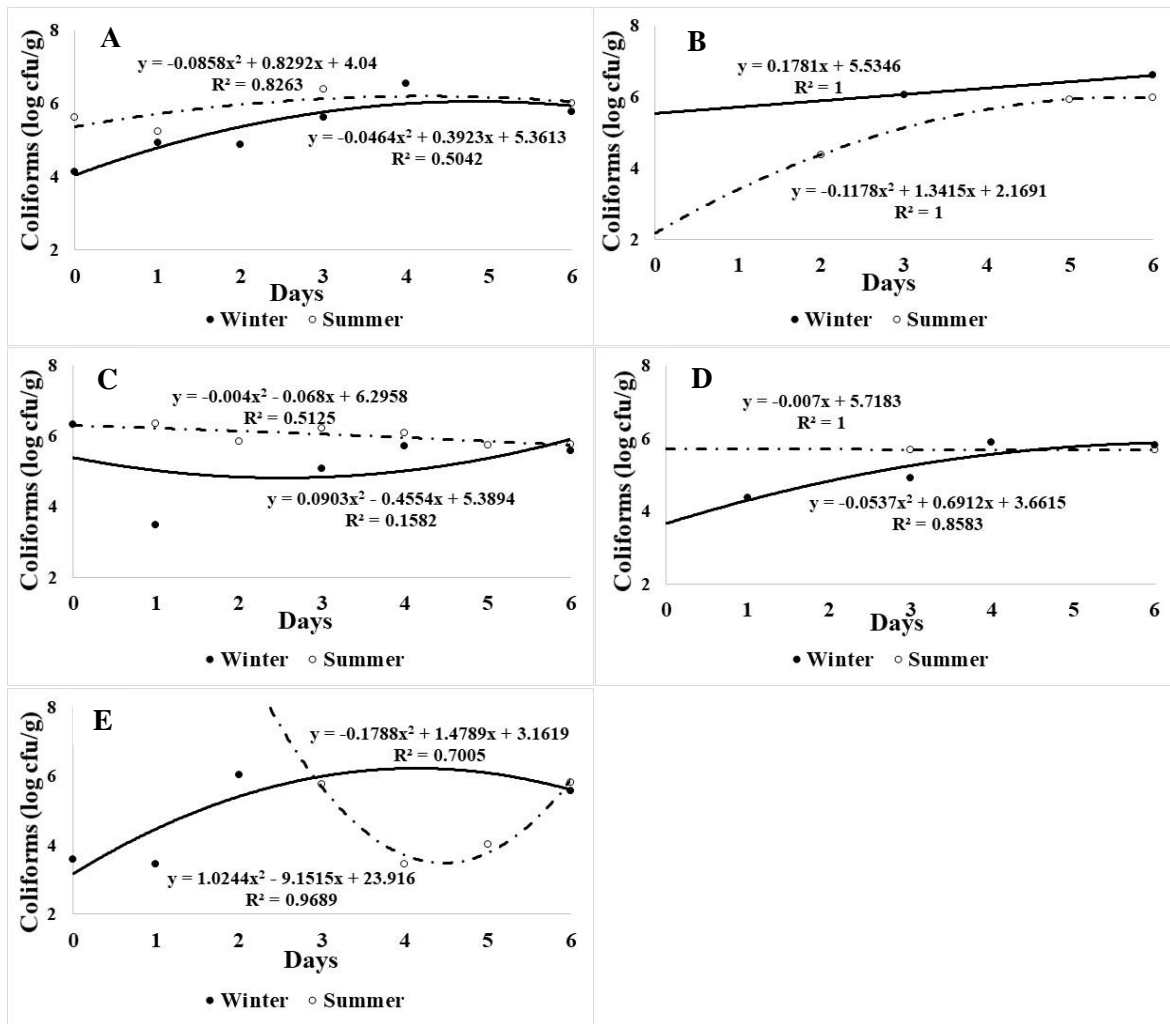 A
y = -0.0858x² + 0.8292x + 4.04
R² = 0.8263
y = -0.0464x² + 0.3923x + 5.3613
R² = 0.5042
Coliforms (log cfu/g)
8
6
4
2
0 1 2 3 4 5 6
Days
Winter Summer
B
y = 0.1781x + 5.5346
R² = 1
y = -0.1178x² + 1.3415x + 2.1691
R² = 1
Coliforms (log cfu/g)
8
6
4
2
0 1 2 3 4 5 6
Days
Winter Summer
C
y = -0.004x² - 0.068x + 6.2958
R² = 0.5125
y = 0.0903x² - 0.4554x + 5.3894
R² = 0.1582
Coliforms (log cfu/g)
8
6
4
2
0 1 2 3 4 5 6
Days
Winter Summer
D
y = -0.007x + 5.7183
R² = 1
y = -0.0537x² + 0.6912x + 3.6615
R² = 0.8583
Coliforms (log cfu/g)
8
6
4
2
0 1 2 3 4 5 6
Days
Winter Summer
E
y = -0.1788x² + 1.4789x + 3.1619
R² = 0.7005
y = 1.0244x² - 9.1515x + 23.916
R² = 0.9689
Coliforms (log cfu/g)
8
6
4
2
0 1 2 3 4 5 6
Days
Winter Summer